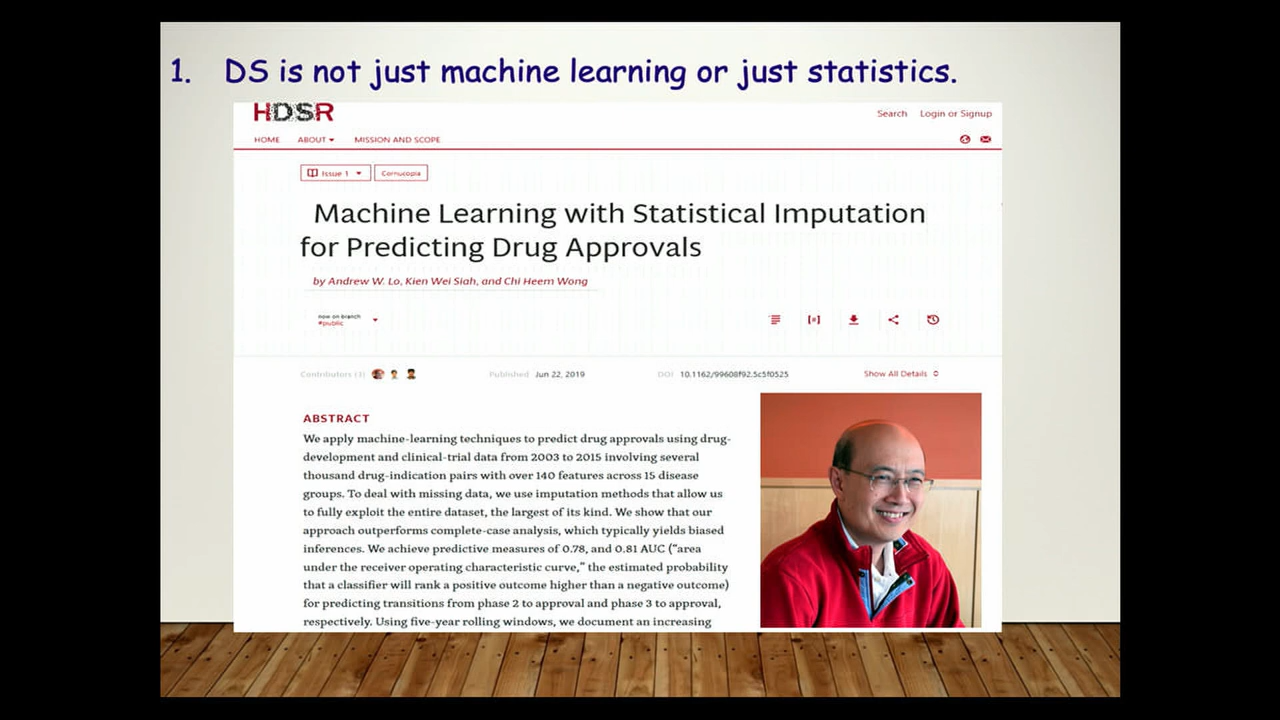 1. DS is not just machine learning or just statistics.
HDSR
Search Login or Signup
HOME ABOUT MISSION AND SCOPE
Issue 1 Cornucopia
Machine Learning with Statistical Imputation
for Predicting Drug Approvals
by Andrew W. Lo, Kien Wei Siah, and Chi Heem Wong
now on branch
#public
[#]
Contributors (3) Published Jun 22, 2019 DOI 10.1162/99608f92.5c5f0525 Show All Details
ABSTRACT
We apply machine-learning techniques to predict drug approvals using drug-
development and clinical-trial data from 2003 to 2015 involving several
thousand drug-indication pairs with over 140 features across 15 disease
groups. To deal with missing data, we use imputation methods that allow us
to fully exploit the entire dataset, the largest of its kind. We show that our
approach outperforms complete-case analysis, which typically yields biased
inferences. We achieve predictive measures of 0.78, and 0.81 AUC (“area
under the receiver operating characteristic curve,” the estimated probability
that a classifier will rank a positive outcome higher than a negative outcome)
for predicting transitions from phase 2 to approval and phase 3 to approval,
respectively. Using five-year rolling windows, we document an increasing